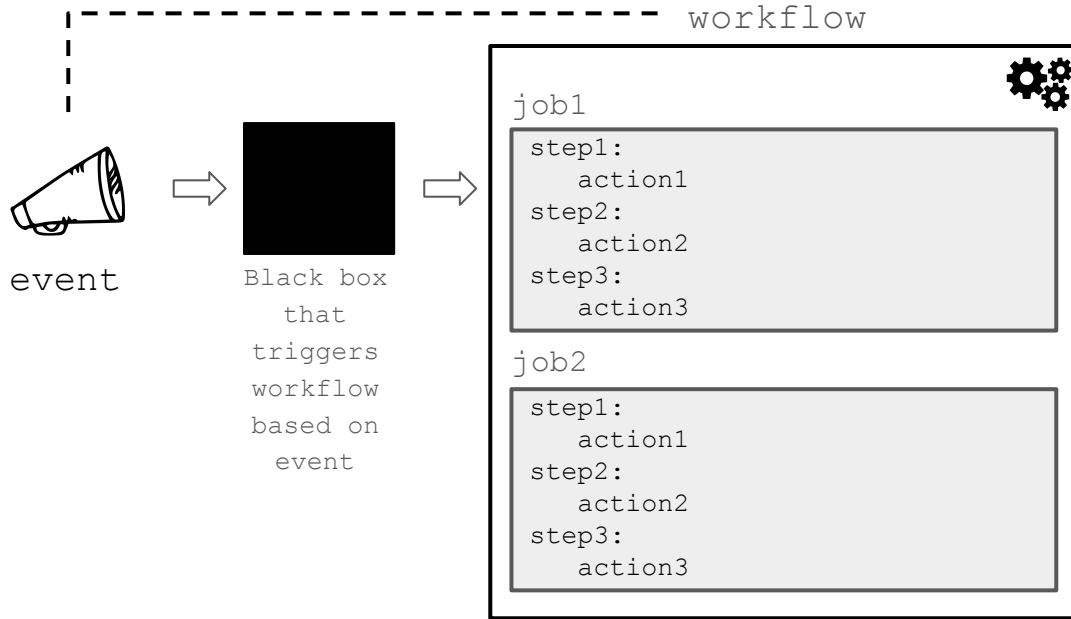 workflow
event
Black box
that
triggers
workflow
based on
event
job1
step1:
action1
step2:
action2
step3:
action3
job2
step1:
action1
step2:
action2
step3:
action3